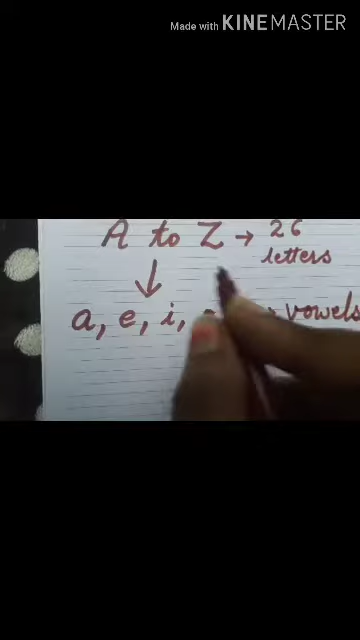 Made with KINEMASTER
A to Z → 26
letters
↓
a, e, i, → vowels